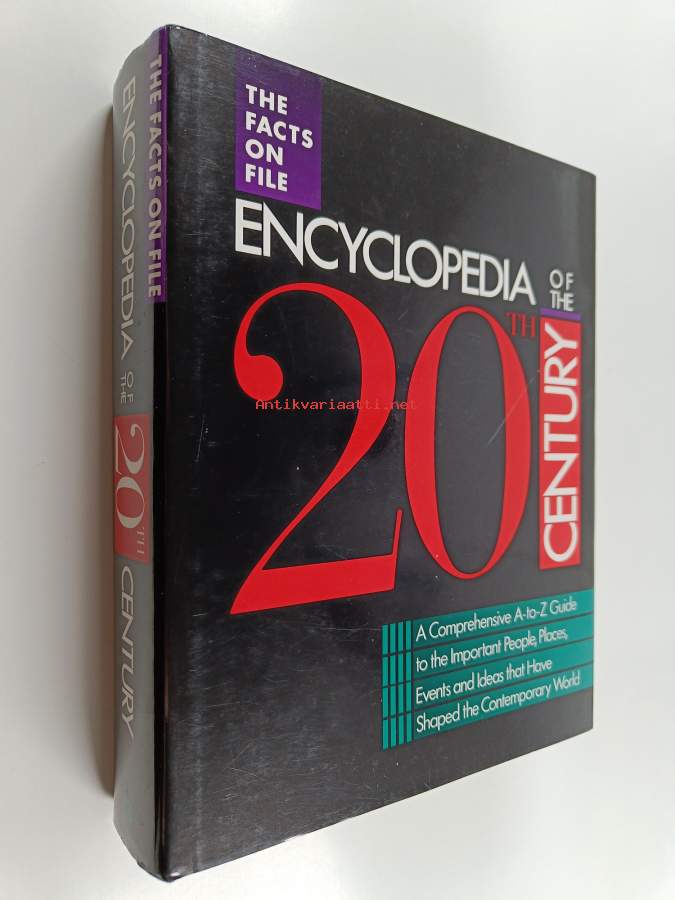 THE FACTS ON FILE
ENCYCLOPEDIA OF THE 20TH CENTURY
THE
FACTS
ON
FILE
ENCYCLOPEDIA
OF
THE
20TH
CENTURY
Antikvariaatti.net
A Comprehensive A-to-Z Guide
to the Important People, Places,
Events and Ideas that Have
Shaped the Contemporary World